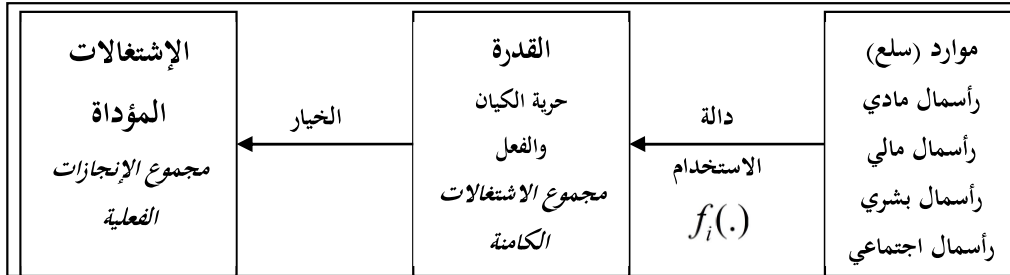 موارد (سلع)
رأسمال مادي
رأسمال مالي
رأسمال بشري
رأسمال اجتماعي
دالة
الاستخدام
f_i(.)
القدرة
حرية الكيان
والفعل
مجموع الاشتغالات
الكامنة
الخيار
الإشتغالات
المؤداة
مجموع الإنجازات
الفعلية